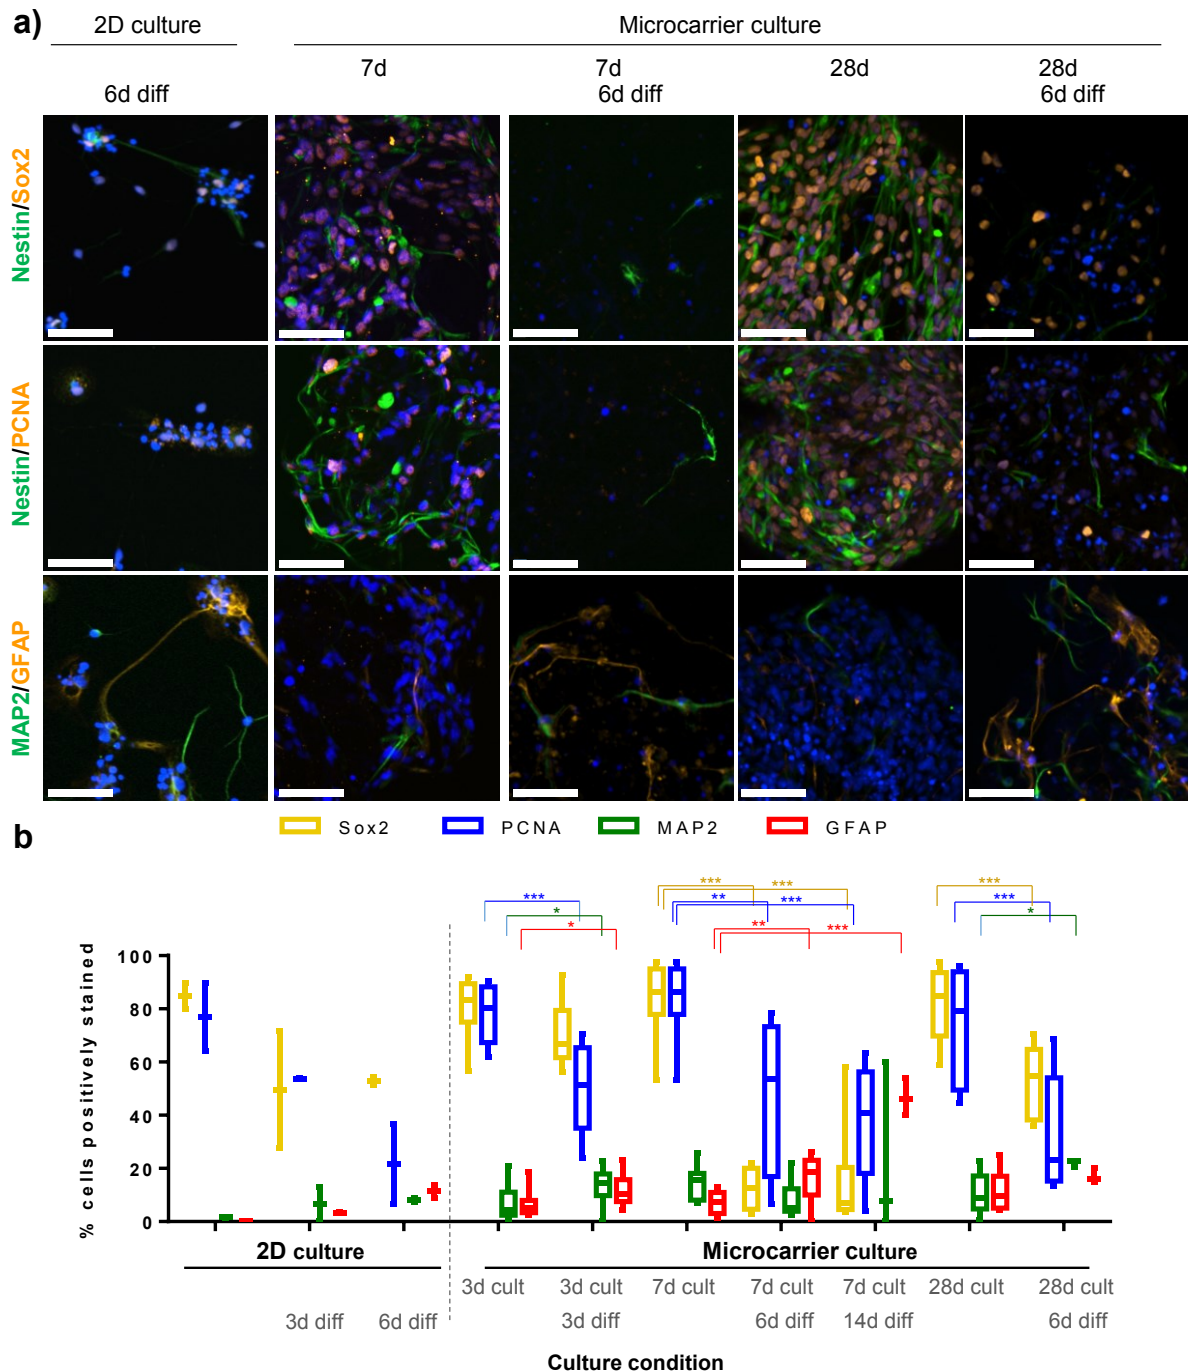 a)
2D culture
Microcarrier culture
6d diff
7d
7d
6d diff
28d
28d
6d diff
Nestin/Sox2
Nestin/PCNA
MAP2/GFAP
b
Sox2
PCNA
MAP2
GFAP
***
*
*
***
***
**
***
**
***
***
***
*
% cells positively stained
100
80
60
40
20
0
2D culture
Microcarrier culture
3d diff
6d diff
3d cult
3d cult
3d diff
7d cult
7d cult
6d diff
7d cult
14d diff
28d cult
28d cult
6d diff
Culture condition